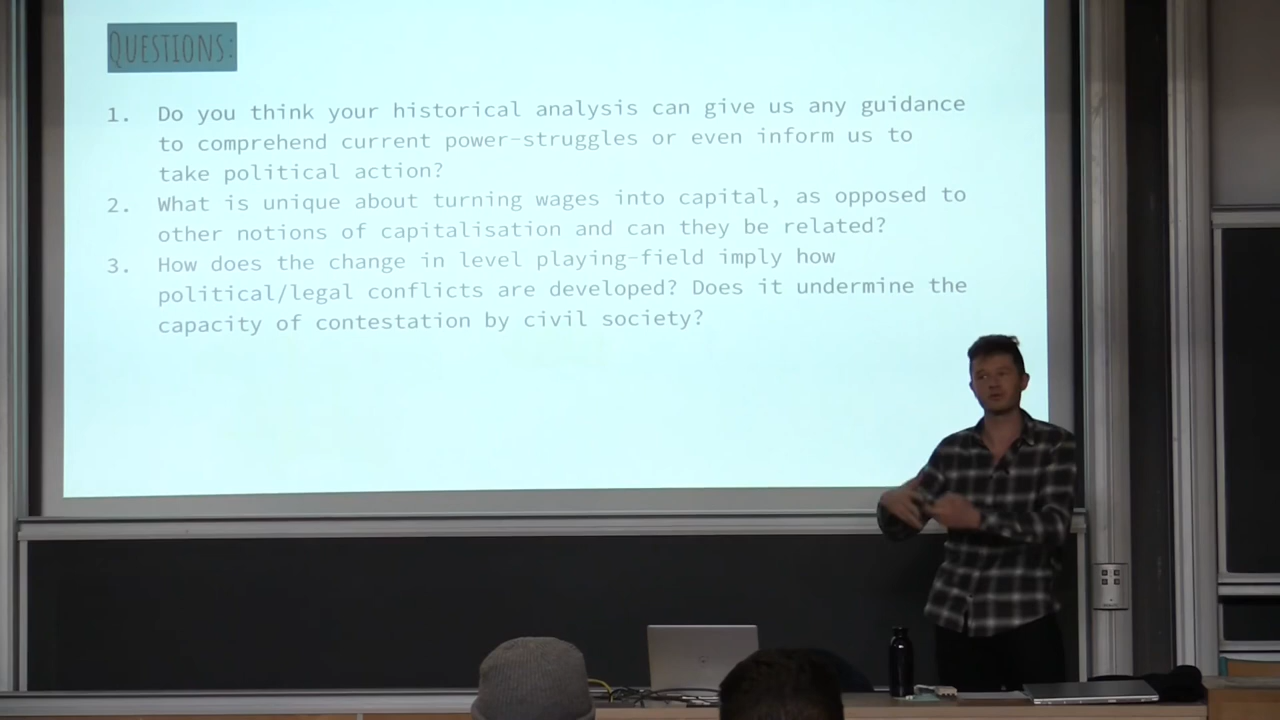 QUESTIONS:
1. Do you think your historical analysis can give us any guidance
to comprehend current power-struggles or even inform us to
take political action?
2. What is unique about turning wages into capital, as opposed to
other notions of capitalisation and can they be related?
3. How does the change in level playing-field imply how
political/legal conflicts are developed? Does it undermine the
capacity of contestation by civil society?